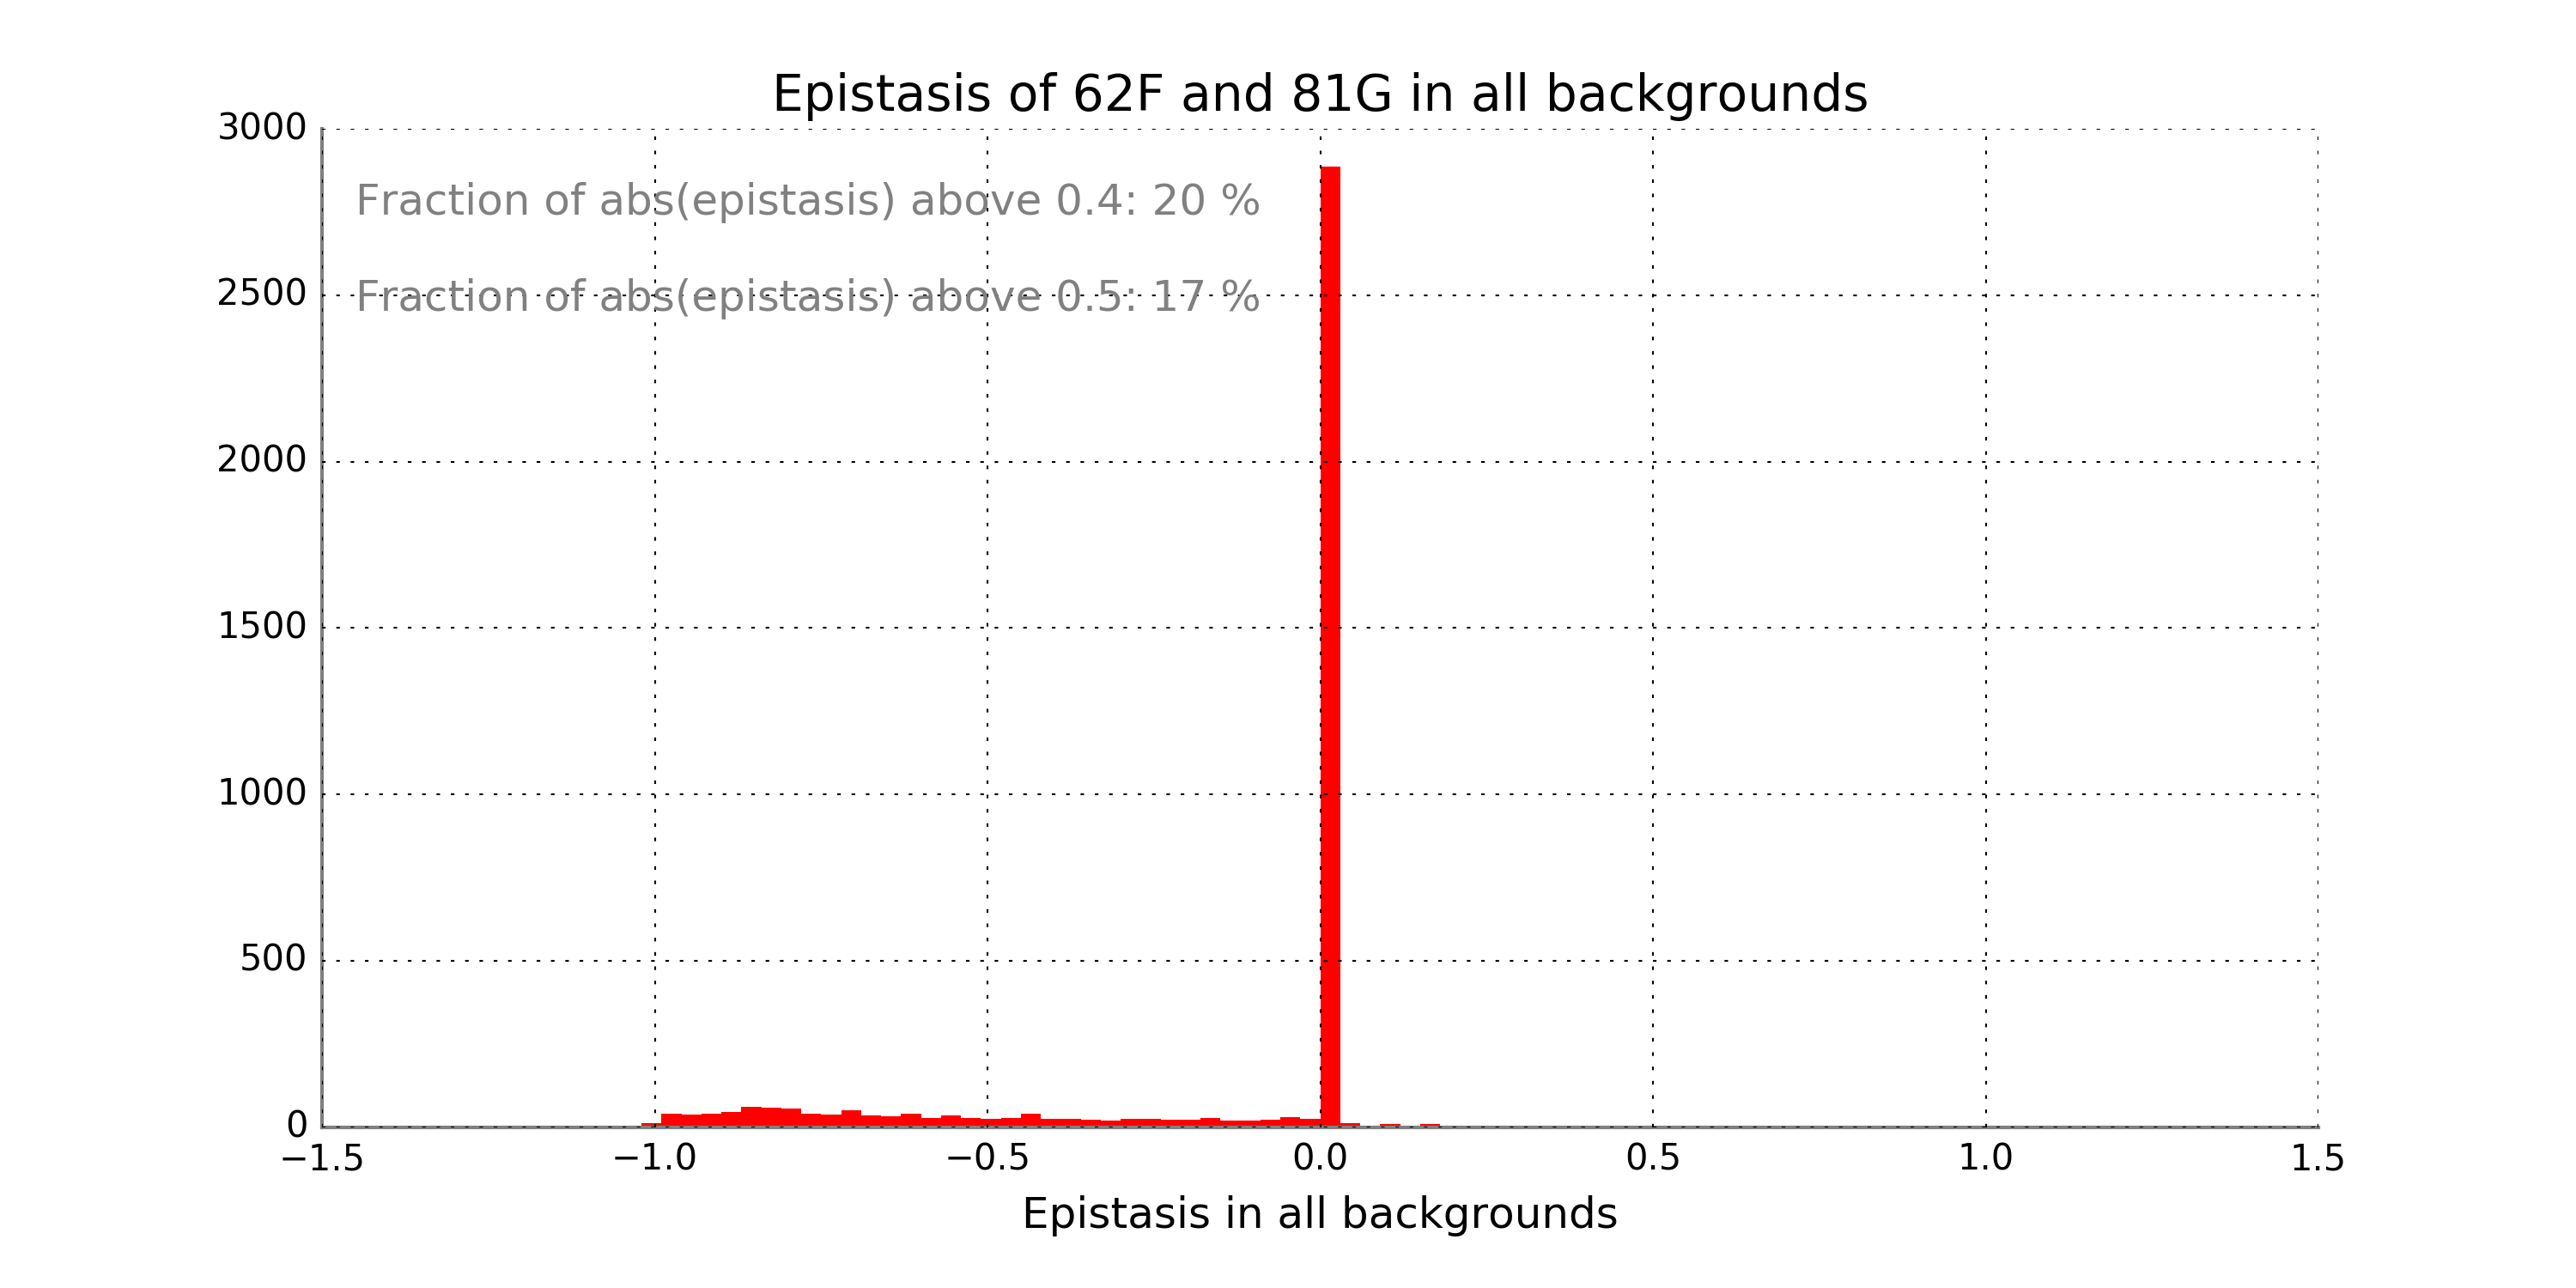 Epistasis of 62F and 81G in all backgrounds
3000
Fraction of abs(epistasis) above 0.4: 20 %
2500
Fraction of abs(epistasis) above 0.5: 17 %
2000
1500
1000
500
0
−1.5 −1.0 −0.5 0.0 0.5 1.0 1.5
Epistasis in all backgrounds